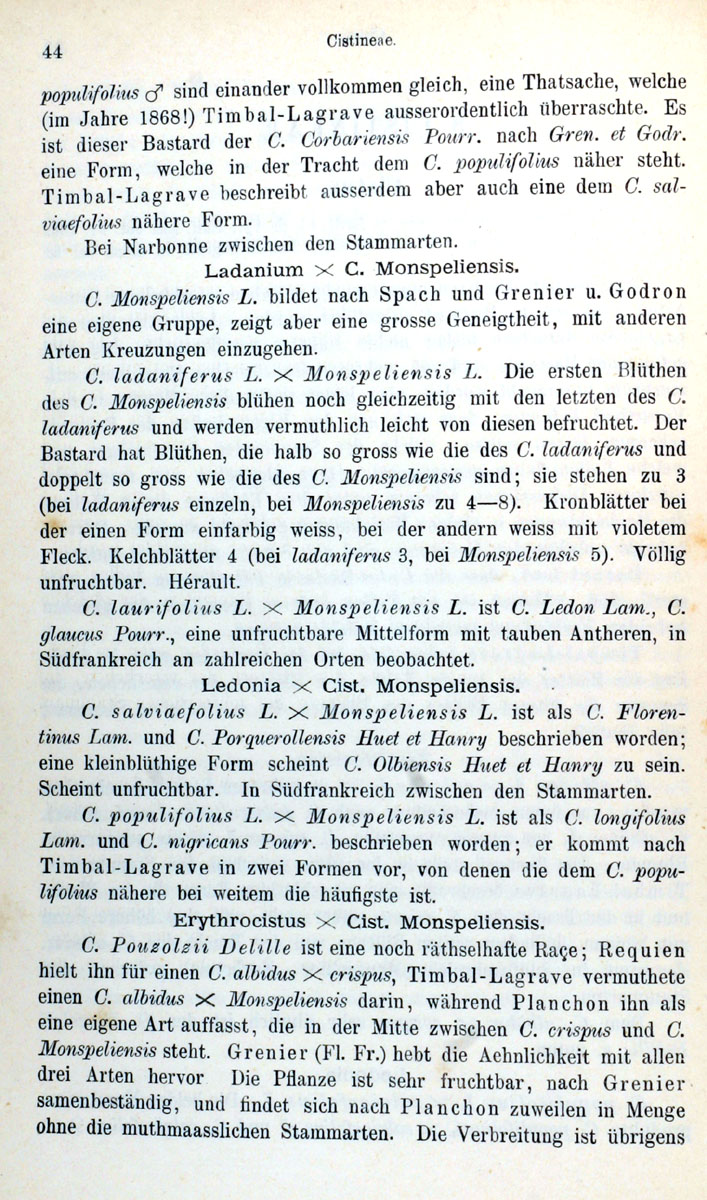 44
Cistineae.
populifolius ♂ sind einander vollkommen gleich, eine Thatsache, welche
(im Jahre 1868!) Timbal-Lagrave ausserordentlich überraschte. Es
ist dieser Bastard der C. Corbariensis Pourr. nach Gren. et Godr.
eine Form, welche in der Tracht dem C. populifolius näher steht.
Timbal-Lagrave beschreibt ausserdem aber auch eine dem C. sal-
viaefolius nähere Form.
Bei Narbonne zwischen den Stammarten.
Ladanium × C. Monspeliensis.
C. Monspeliensis L. bildet nach Spach und Grenier u. Godron
eine eigene Gruppe, zeigt aber eine grosse Geneigtheit, mit anderen
Arten Kreuzungen einzugehen.
C. ladaniferus L. × Monspeliensis L. Die ersten Blüthen
des C. Monspeliensis blühen noch gleichzeitig mit den letzten des C.
ladaniferus und werden vermuthlich leicht von diesen befruchtet. Der
Bastard hat Blüthen, die halb so gross wie die des C. ladaniferus und
doppelt so gross wie die des C. Monspeliensis sind; sie stehen zu 3
(bei ladaniferus einzeln, bei Monspeliensis zu 4—8). Kronblätter bei
der einen Form einfarbig weiss, bei der andern weiss mit violetem
Fleck. Kelchblätter 4 (bei ladaniferus 3, bei Monspeliensis 5). Völlig
unfruchtbar. Hérault.
C. laurifolius L. × Monspeliensis L. ist C. Ledon Lam., C.
glaucus Pourr., eine unfruchtbare Mittelform mit tauben Antheren, in
Südfrankreich an zahlreichen Orten beobachtet.
Ledonia × Cist. Monspeliensis.
C. salviaefolius L. × Monspeliensis L. ist als C. Floren-
tinus Lam. und C. Porquerollensis Huet et Hanry beschrieben worden;
eine kleinblüthige Form scheint C. Olbiensis Huet et Hanry zu sein.
Scheint unfruchtbar. In Südfrankreich zwischen den Stammarten.
C. populifolius L. × Monspeliensis L. ist als C. longifolius
Lam. und C. nigricans Pourr. beschrieben worden; er kommt nach
Timbal-Lagrave in zwei Formen vor, von denen die dem C. popu-
lifolius nähere bei weitem die häufigste ist.
Erythrocistus × Cist. Monspeliensis.
C. Pouzolzii Delille ist eine noch räthselhafte Raçe; Requien
hielt ihn für einen C. albidus × crispus, Timbal-Lagrave vermuthete
einen C. albidus × Monspeliensis darin, während Planchon ihn als
eine eigene Art auffasst, die in der Mitte zwischen C. crispus und C.
Monspeliensis steht. Grenier (Fl. Fr.) hebt die Aehnlichkeit mit allen
drei Arten hervor Die Pflanze ist sehr fruchtbar, nach Grenier
samenbeständig, und findet sich nach Planchon zuweilen in Menge
ohne die muthmaasslichen Stammarten. Die Verbreitung ist übrigens